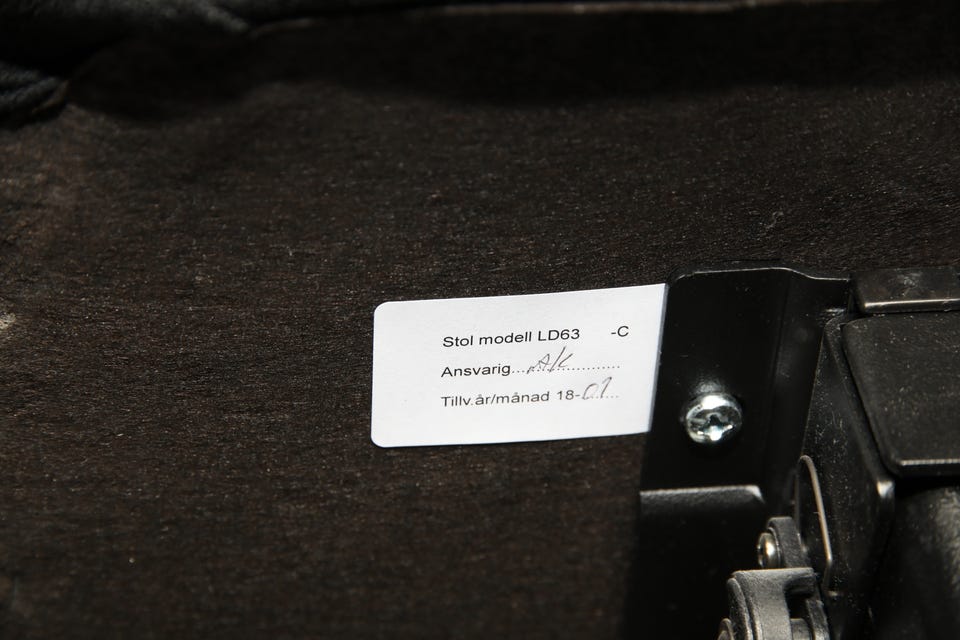 Stol modell LD63 -C
Ansvarig...AK..............
Tillv.år/månad 18-01...